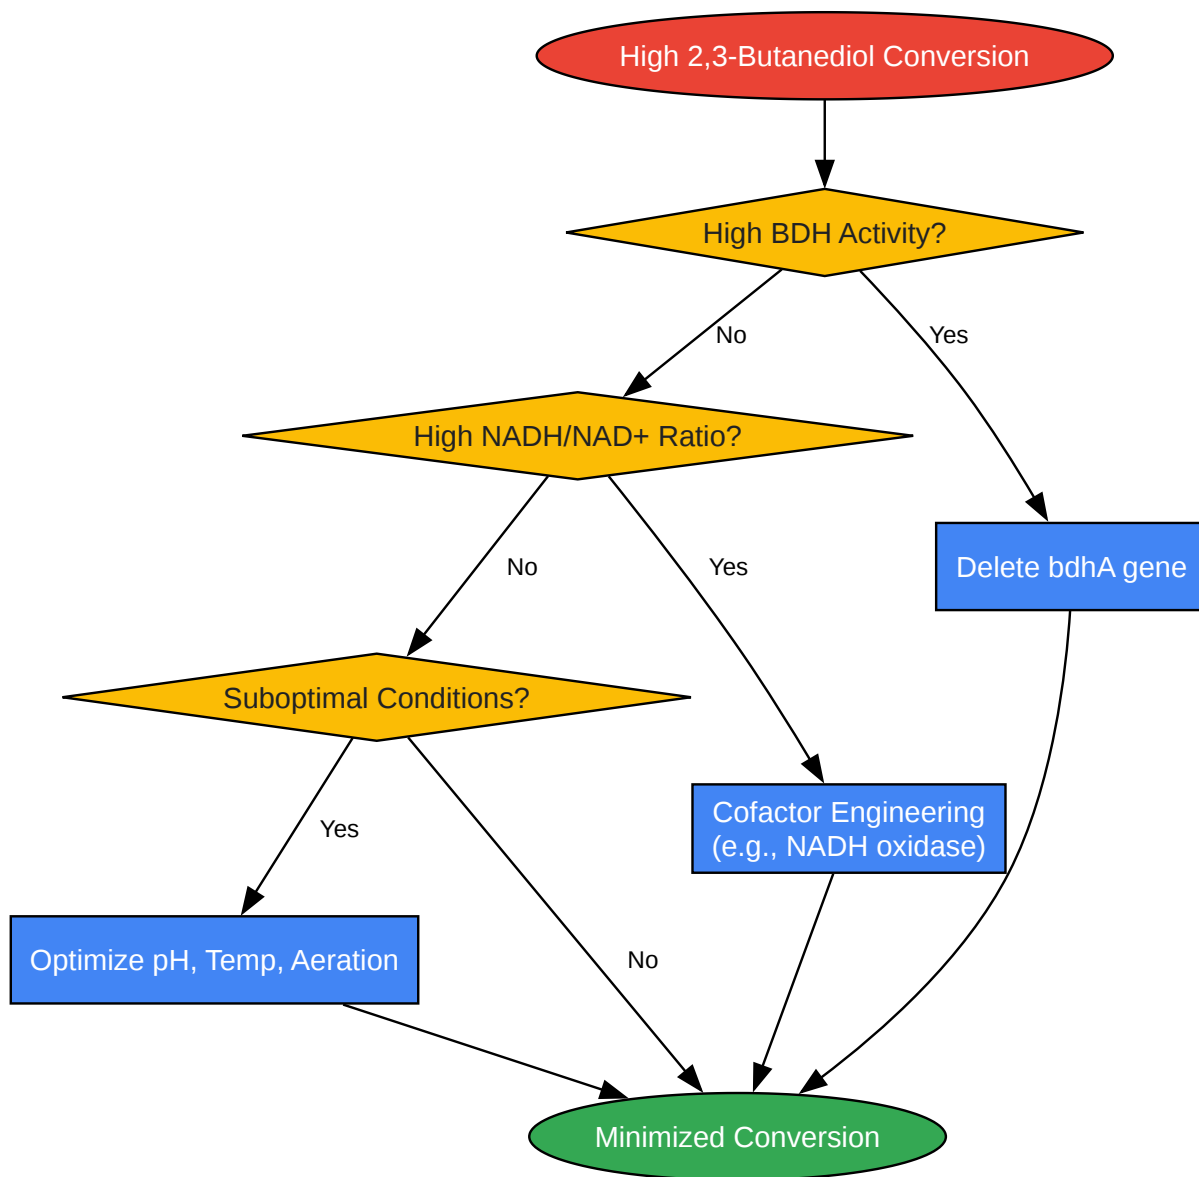 High 2,3-Butanediol Conversion
High BDH Activity?
No
Yes
High NADH/NAD+ Ratio?
No
Yes
Delete bdhA gene
Suboptimal Conditions?
Yes
Cofactor Engineering
(e.g., NADH oxidase)
Optimize pH, Temp, Aeration
No
Minimized Conversion